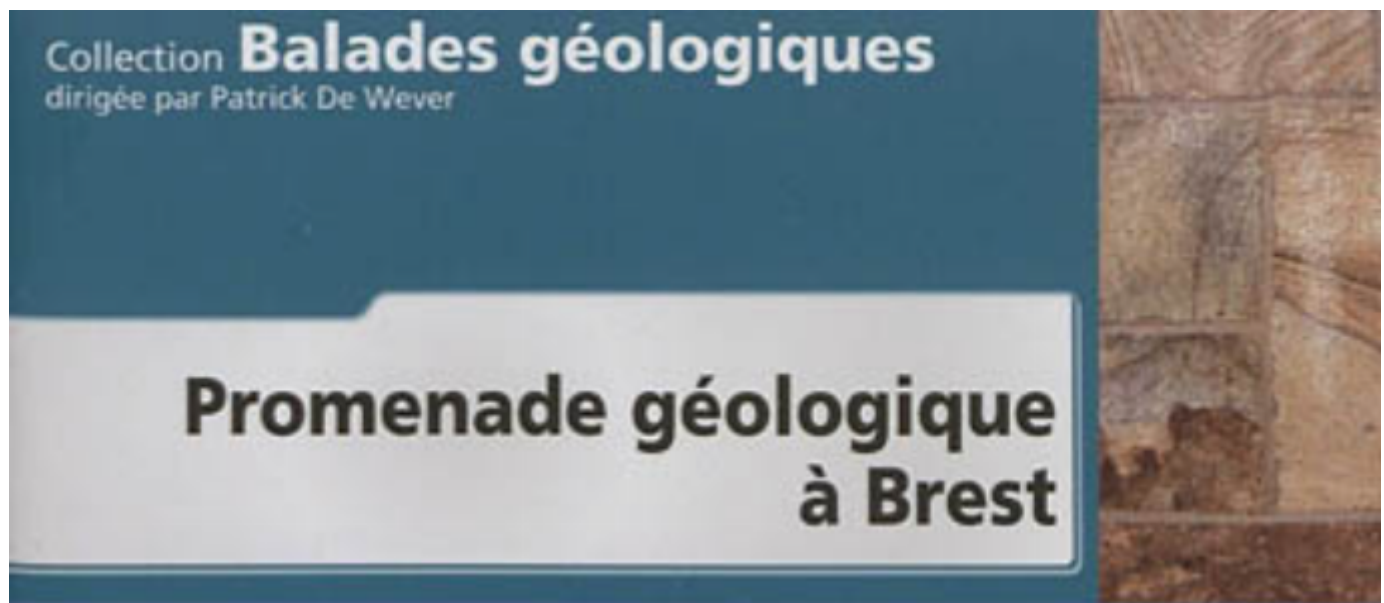 Collection Balades géologiques
dirigée par Patrick De Wever
Promenade géologique
à Brest